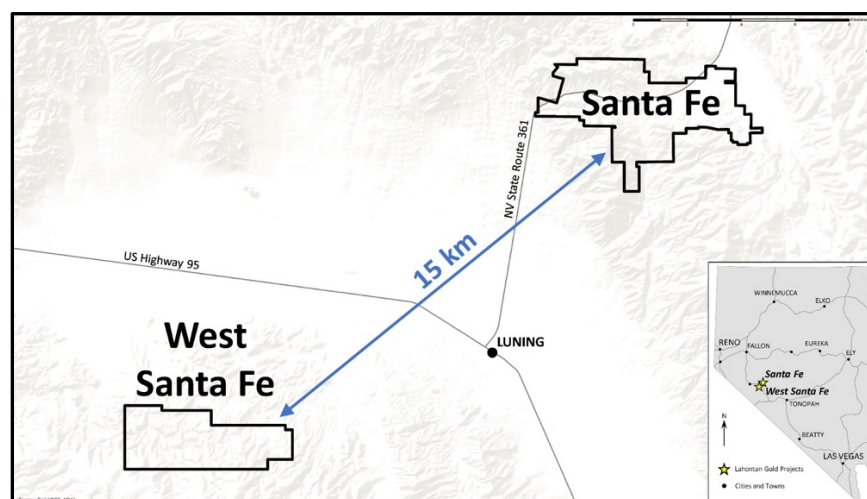 Santa Fe
NV State Route 361
15 km
US Highway 95
West
Santa Fe
LUNING
WINNEMUCCA
ELKO
RENO
FALLON
EUREKA
ELY
Santa Fe
West Santa Fe
TONOPAH
N
BEATTY
LAS VEGAS
Lahontan Gold Projects
Cities and Towns